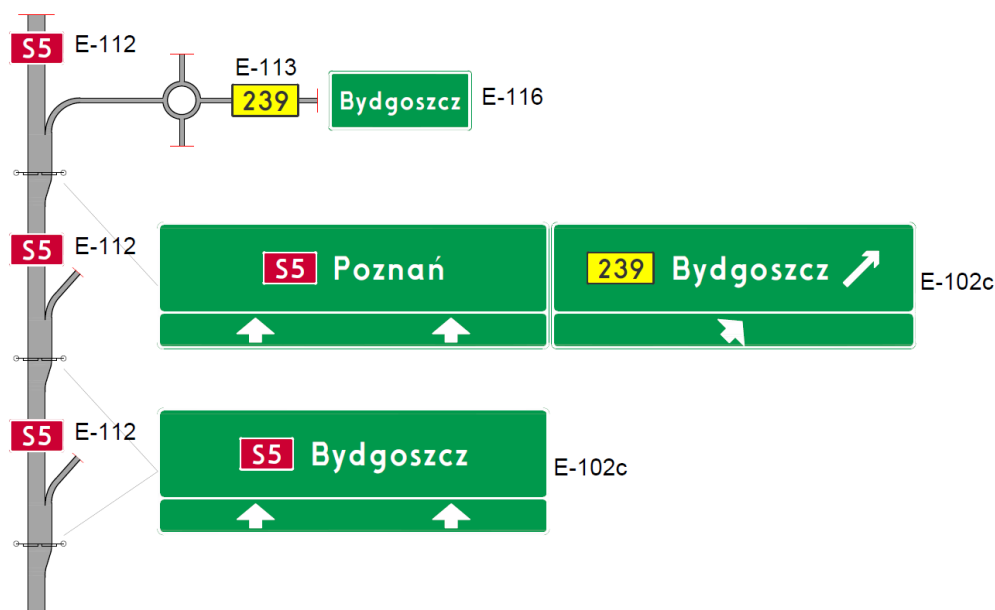 S5 E-112
E-113
239
Bydgoszcz E-116
S5 E-112
S5 Poznań
239 Bydgoszcz
E-102c
S5 E-112
S5 Bydgoszcz
E-102c